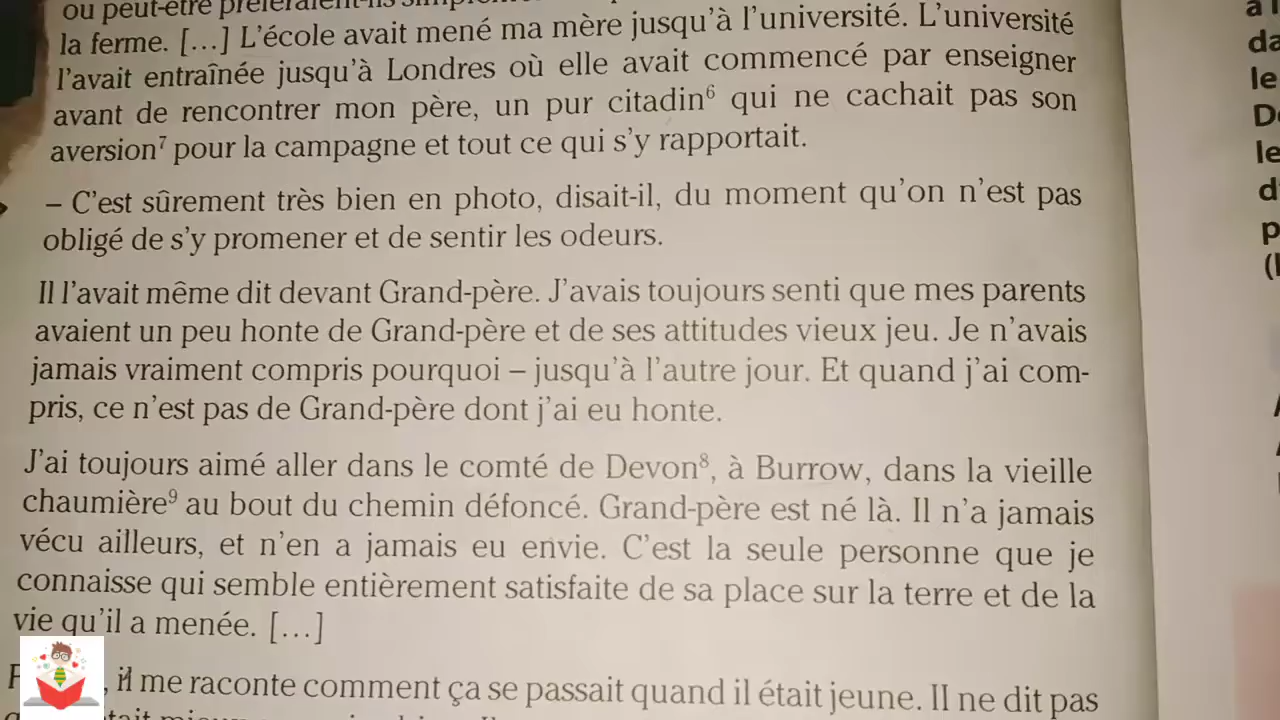 ou peut-être préféraient-ils
la ferme. […] L'école avait mené ma mère jusqu'à l'université. L'université
l'avait entraînée jusqu'à Londres où elle avait commencé par enseigner
avant de rencontrer mon père, un pur citadin⁶ qui ne cachait pas son
aversion⁷ pour la campagne et tout ce qui s'y rapportait.
– C'est sûrement très bien en photo, disait-il, du moment qu'on n'est pas
obligé de s'y promener et de sentir les odeurs.
Il l'avait même dit devant Grand-père. J'avais toujours senti que mes parents
avaient un peu honte de Grand-père et de ses attitudes vieux jeu. Je n'avais
jamais vraiment compris pourquoi – jusqu'à l'autre jour. Et quand j'ai com-
pris, ce n'est pas de Grand-père dont j'ai eu honte.
J'ai toujours aimé aller dans le comté de Devon⁸, à Burrow, dans la vieille
chaumière⁹ au bout du chemin défoncé. Grand-père est né là. Il n'a jamais
vécu ailleurs, et n'en a jamais eu envie. C'est la seule personne que je
connaisse qui semble entièrement satisfaite de sa place sur la terre et de la
vie qu'il a menée. […]
il me raconte comment ça se passait quand il était jeune. Il ne dit pas
le
le